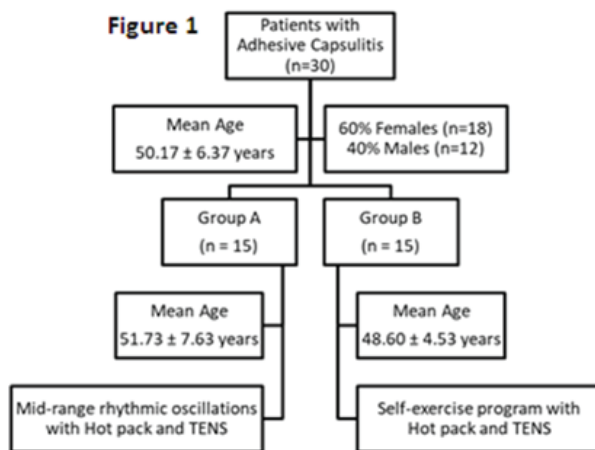 Figure 1
Patients with
Adhesive Capsulitis
(n=30)
Mean Age
50.17 ± 6.37 years
60% Females (n=18)
40% Males (n=12)
Group A
(n = 15)
Group B
(n = 15)
Mean Age
51.73 ± 7.63 years
Mean Age
48.60 ± 4.53 years
Mid-range rhythmic oscillations
with Hot pack and TENS
Self-exercise program with
Hot pack and TENS